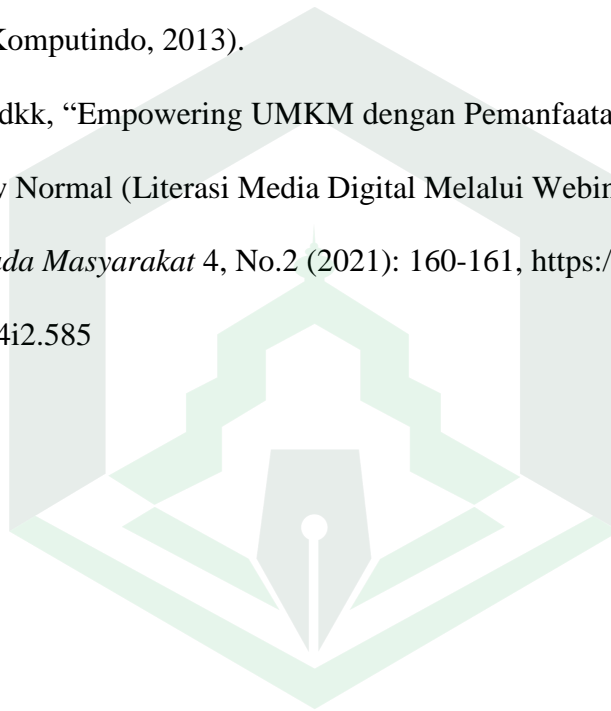 Komputindo, 2013).
dkk, “Empowering UMKM dengan Pemanfaata
Normal (Literasi Media Digital Melalui Webin
Masyarakat 4, No.2 (2021): 160-161, https:/
4i2.585